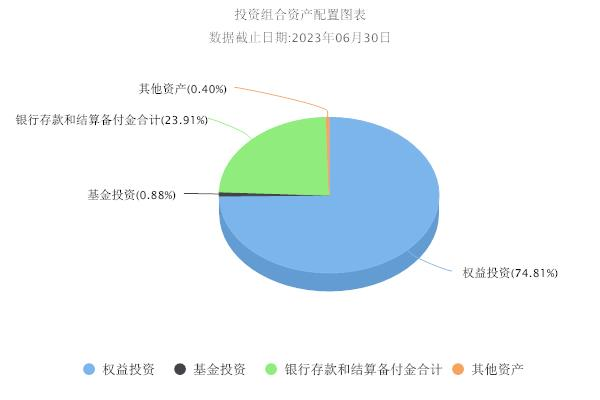 投资组合资产配置图表
数据截止日期:2023年06月30日
其他资产(0.40%)
银行存款和结算备付金合计(23.91%)
基金投资(0.88%)
权益投资(74.81%)
权益投资 基金投资 银行存款和结算备付金合计 其他资产